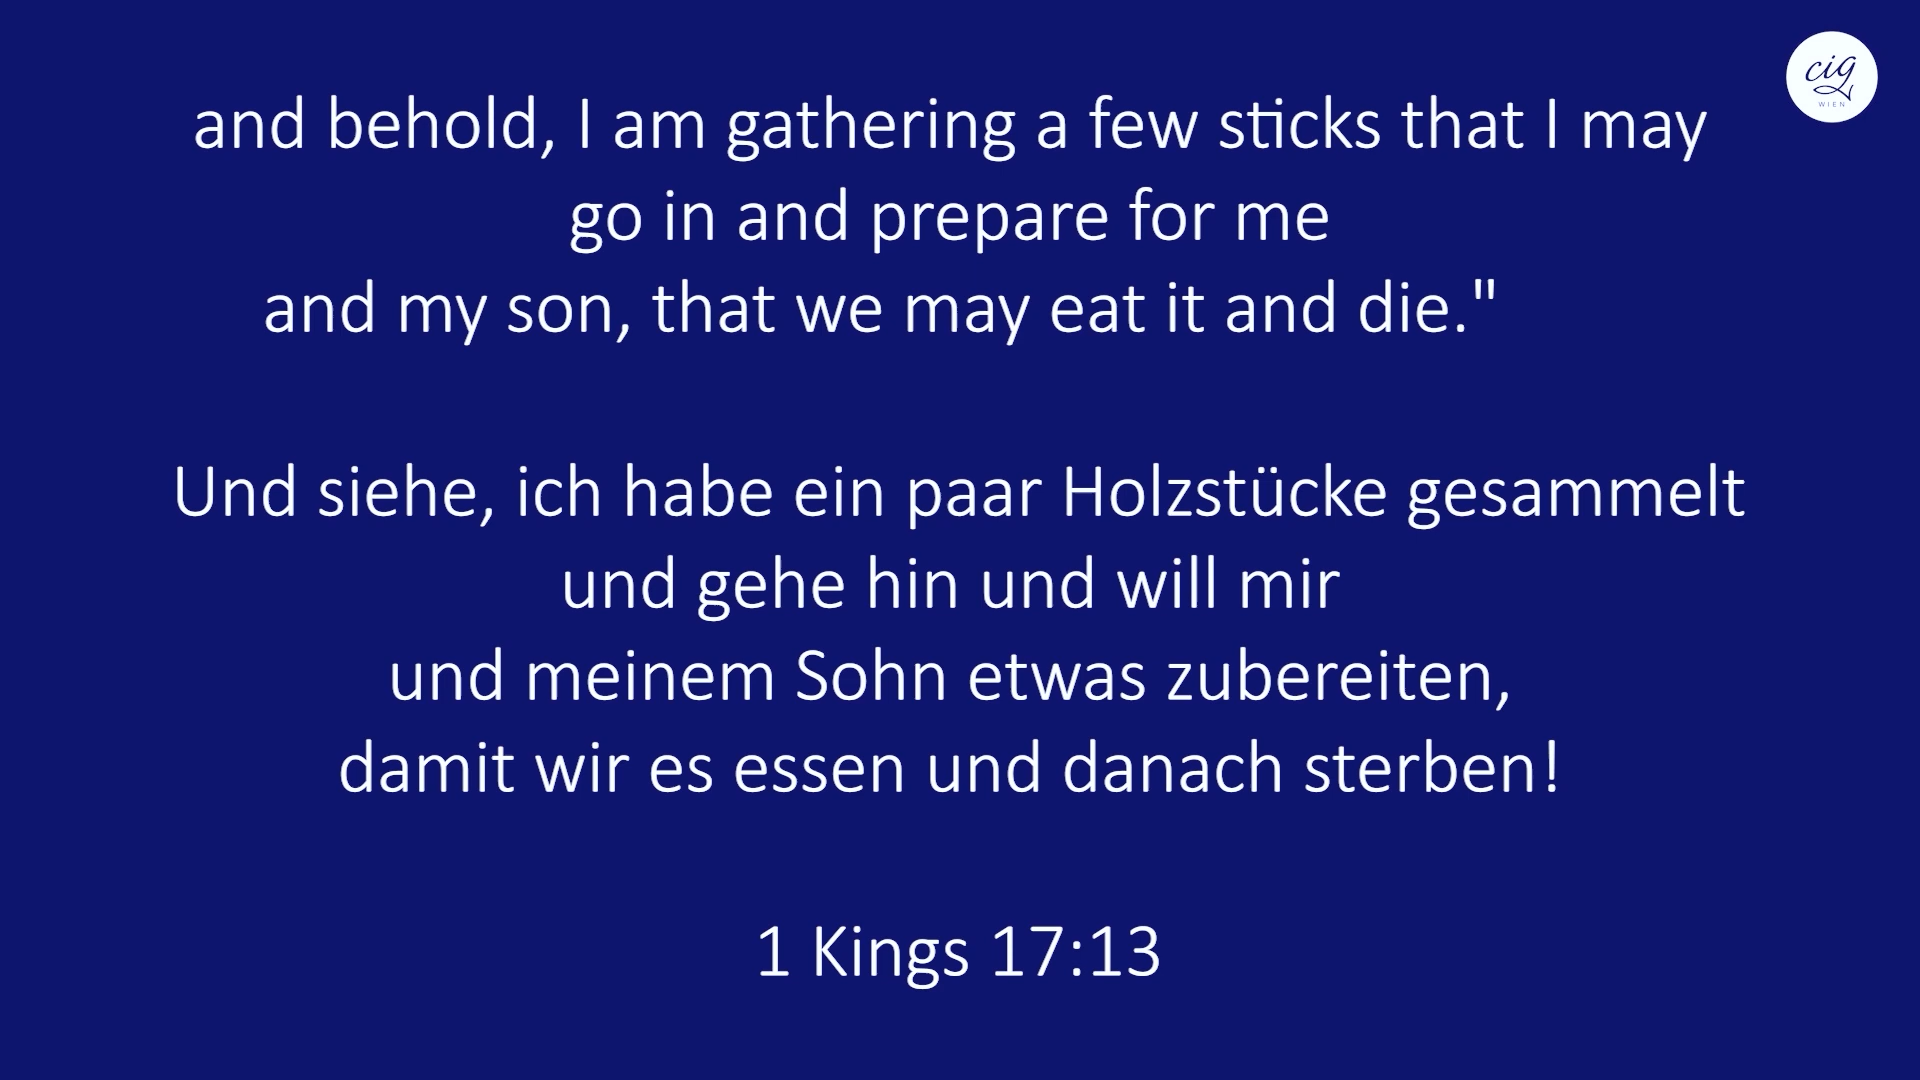 cig
WIEN
and behold, I am gathering a few sticks that I may
go in and prepare for me
and my son, that we may eat it and die."
Und siehe, ich habe ein paar Holzstücke gesammelt
und gehe hin und will mir
und meinem Sohn etwas zubereiten,
damit wir es essen und danach sterben!
1 Kings 17:13